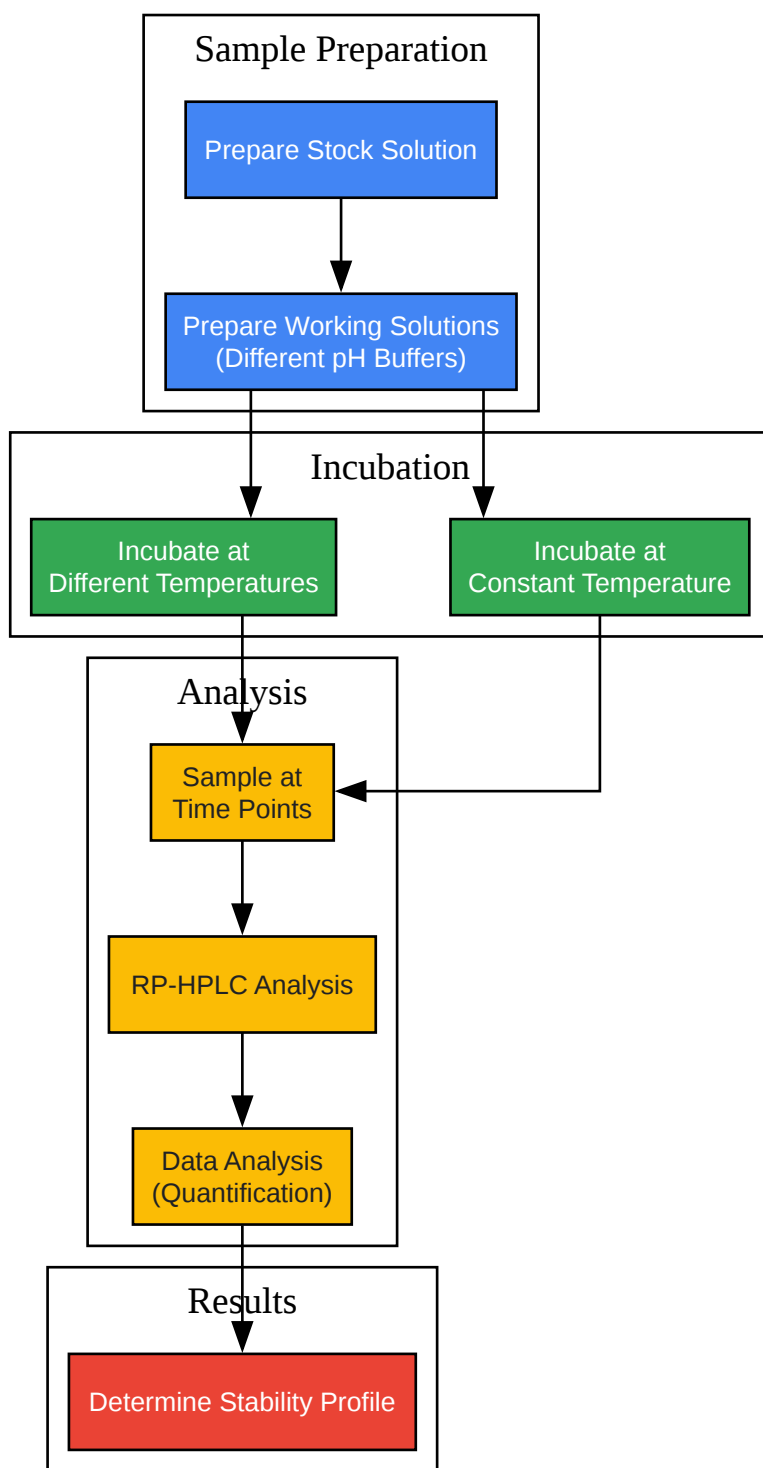 Sample Preparation
Prepare Stock Solution
Prepare Working Solutions
(Different pH Buffers)
Incubation
Incubate at
Different Temperatures
Incubate at
Constant Temperature
Analysis
Sample at
Time Points
RP-HPLC Analysis
Data Analysis
(Quantification)
Results
Determine Stability Profile